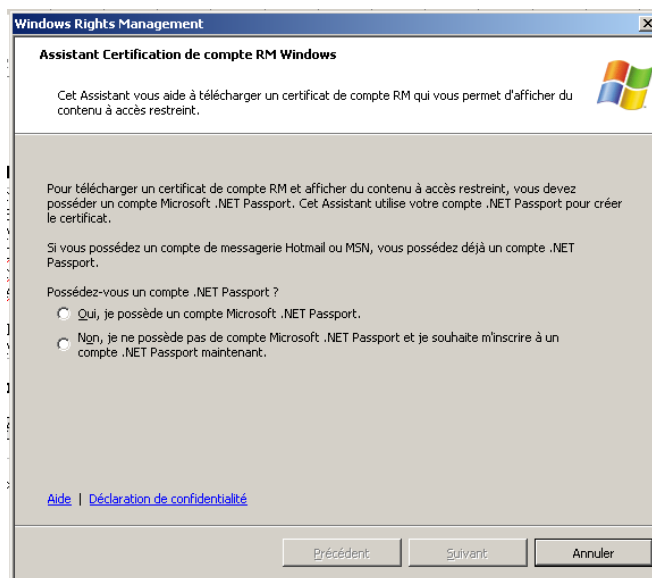 Windows Rights Management
Assistant Certification de compte RM Windows
Cet Assistant vous aide à télécharger un certificat de compte RM qui vous permet d'afficher du
contenu à accès restreint.
Pour télécharger un certificat de compte RM et afficher du contenu à accès restreint, vous devez
posséder un compte Microsoft .NET Passport. Cet Assistant utilise votre compte .NET Passport pour créer
le certificat.
Si vous possédez un compte de messagerie Hotmail ou MSN, vous possédez déjà un compte .NET
Passport.
Possédez-vous un compte .NET Passport ?
Oui, je possède un compte Microsoft .NET Passport.
Non, je ne possède pas de compte Microsoft .NET Passport et je souhaite m'inscrire à un
compte .NET Passport maintenant.
Aide | Déclaration de confidentialité
Précédent Suivant Annuler